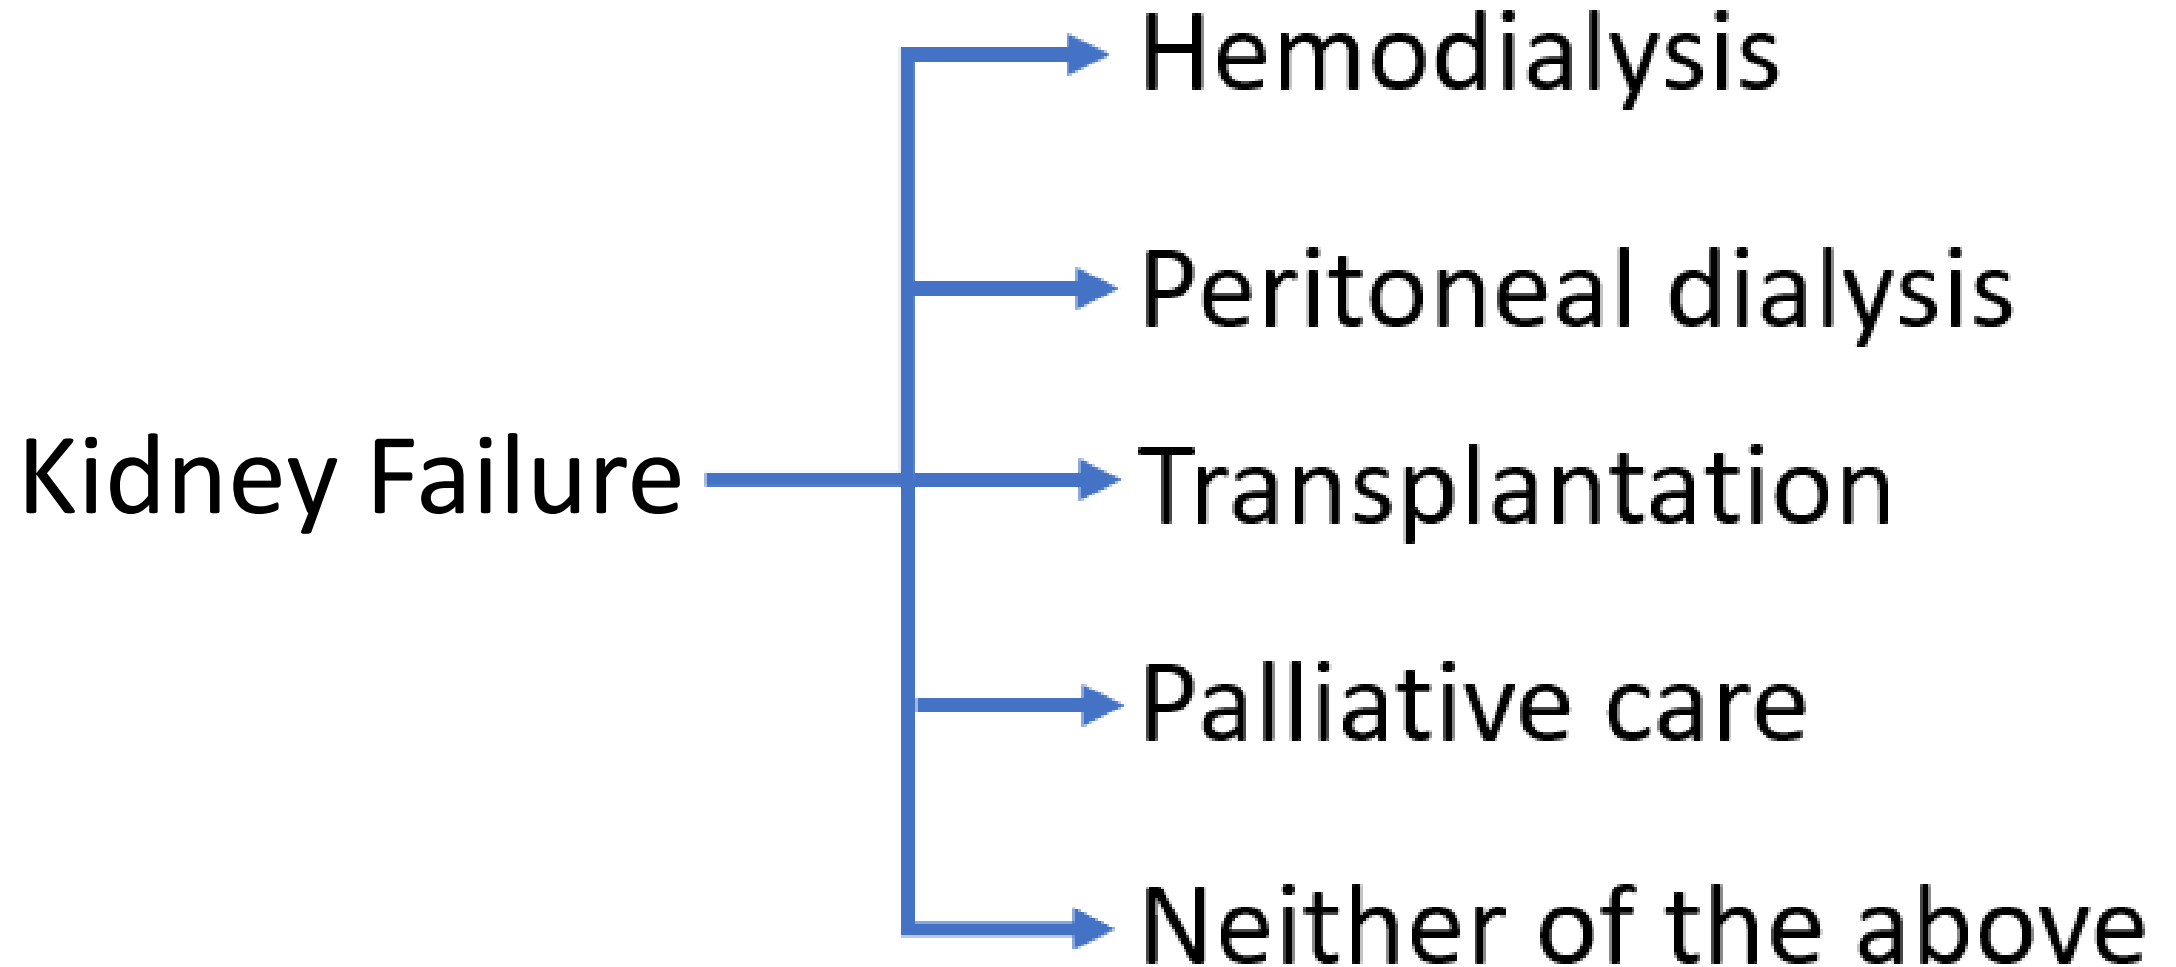 Hemodialysis
Peritoneal dialysis
Kidney Failure
Transplantation
Palliative care
Neither of the above